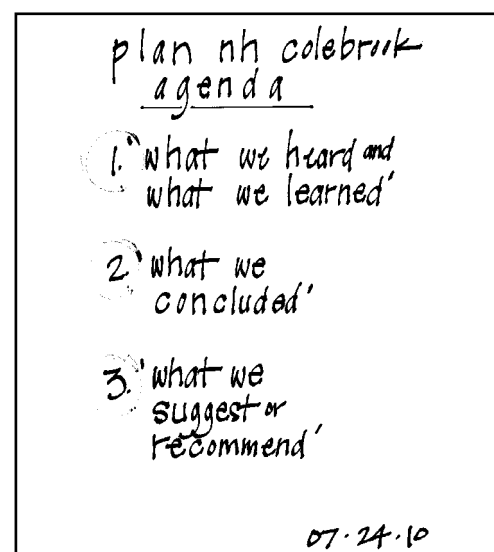 plan nh colebrook
agenda
1. "what we heard and
what we learned"
2. "what we
concluded"
3. "what we
suggest or
recommend"
07.24.10